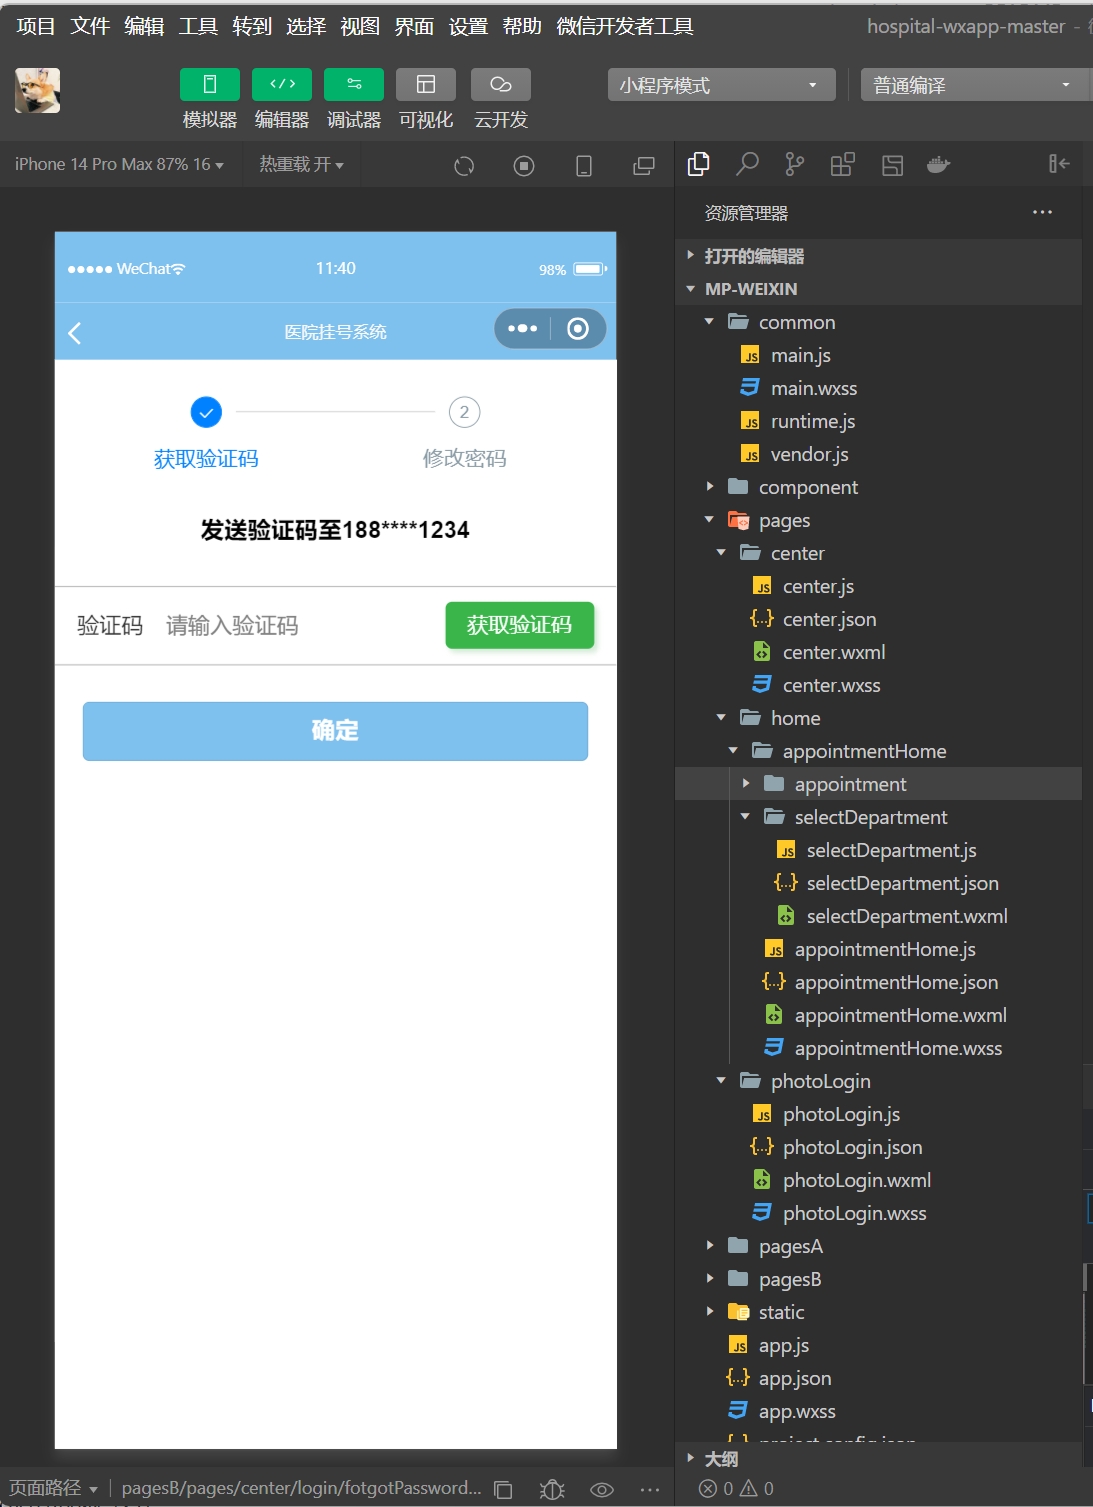 项目 文件 编辑 工具 转到 选择 视图 界面 设置 帮助 微信开发者工具 hospital-wxapp-master -
模拟器 编辑器 调试器 可视化 云开发 小程序模式 普通编译
iPhone 14 Pro Max 87% 16 热重载 开
资源管理器
打开的编辑器
MP-WEIXIN
common
main.js
main.wxss
runtime.js
vendor.js
component
pages
center
center.js
center.json
center.wxml
center.wxss
home
appointmentHome
appointment
selectDepartment
selectDepartment.js
selectDepartment.json
selectDepartment.wxml
appointmentHome.js
appointmentHome.json
appointmentHome.wxml
appointmentHome.wxss
photoLogin
photoLogin.js
photoLogin.json
photoLogin.wxml
photoLogin.wxss
pagesA
pagesB
static
app.js
app.json
app.wxss
project.config.json
大纲
0 0
WeChat 11:40 98%
医院挂号系统
2
获取验证码 修改密码
发送验证码至188****1234
验证码 请输入验证码 获取验证码
确定
页面路径 pagesB/pages/center/login/fotgotPassword...